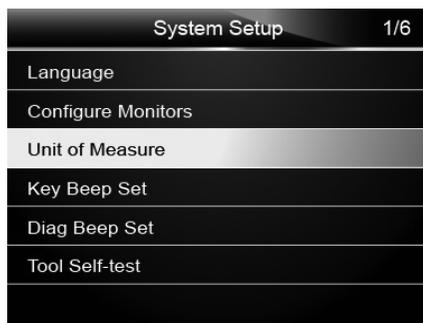 System Setup 1/6
Language
Configure Monitors
Unit of Measure
Key Beep Set
Diag Beep Set
Tool Self-test